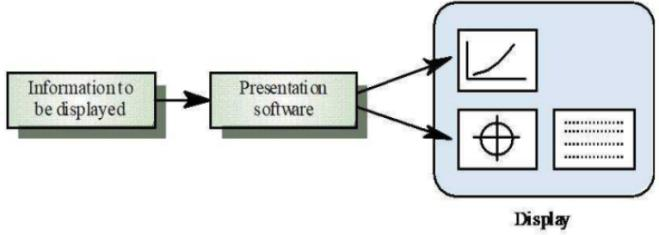 Information to
be displayed
Presentation
software
Display